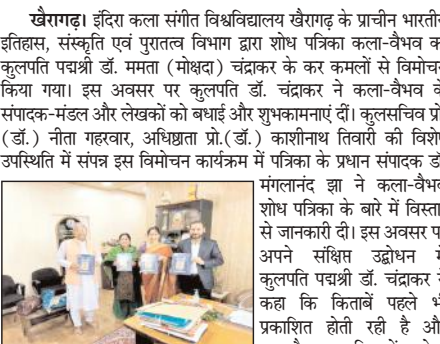 खैरागढ़। इंदिरा कला संगीत विश्वविद्यालय खैरागढ़ के प्राचीन
इतिहास, संस्कृति एवं पुरातत्व विभाग द्वारा शोध पत्रिका कला-वैभव
कुलपति पद्मश्री डॉ. ममता (मोक्षदा) चंद्राकर के कर कमलों से
किया गया। इस अवसर पर कुलपति डॉ. चंद्राकर ने कला-वैभव
संपादक-मंडल और लेखकों को बधाई और शुभकामनाएं दीं। कुलसचिव
(डॉ.) नीता गहरवार, अधिष्ठाता प्रो.(डॉ.) काशीनाथ तिवारी की
उपस्थिति में संपन्न इस विमोचन कार्यक्रम में पत्रिका के प्रधान संपादक
मंगलानंद झा ने कला-वैभव
शोध पत्रिका के बारे में
से जानकारी दी। इस अवसर
अपने संक्षिप्त उद्बोधन
कुलपति पद्मश्री डॉ. चंद्राकर
कहा कि किताबें पहले
प्रकाशित होती रही है